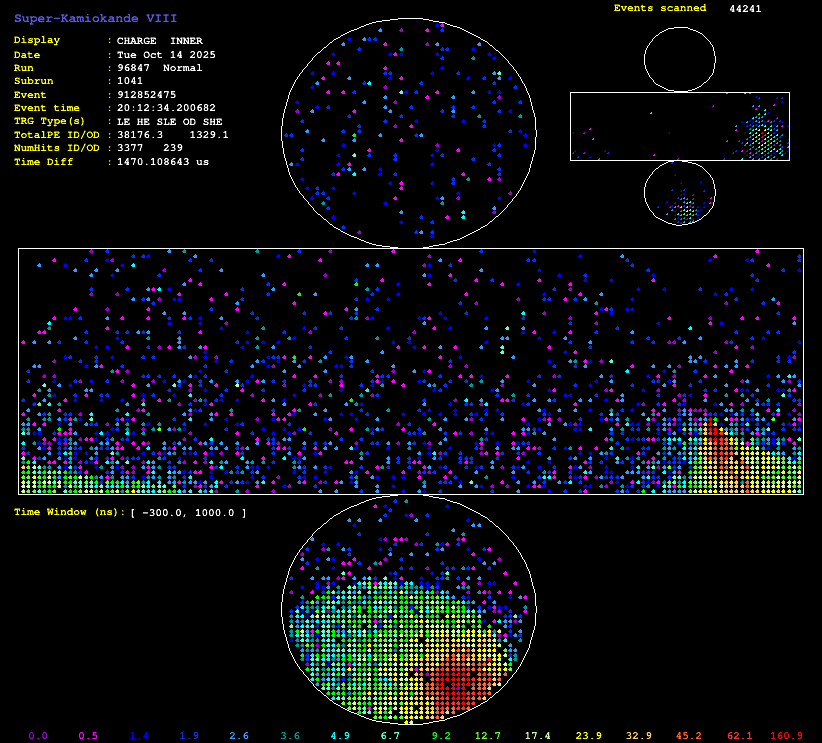 Super-Kamiokande VIII
Events scanned 44241
Display : CHARGE INNER
Date : Tue Oct 14 2025
Run : 96847 Normal
Subrun : 1041
Event : 912852475
Event time : 20:12:34.200682
TRG Type(s) : LE HE SLE OD SHE
TotalPE ID/OD : 38176.3 1329.1
NumHits ID/OD : 3377 239
Time Diff : 1470.108643 us
Time Window (ns): [ -300.0, 1000.0 ]
0.0 0.5 1.4 1.9 2.6 3.6 4.9 6.7 9.2 12.7 17.4 23.9 32.9 45.2 62.1 160.9